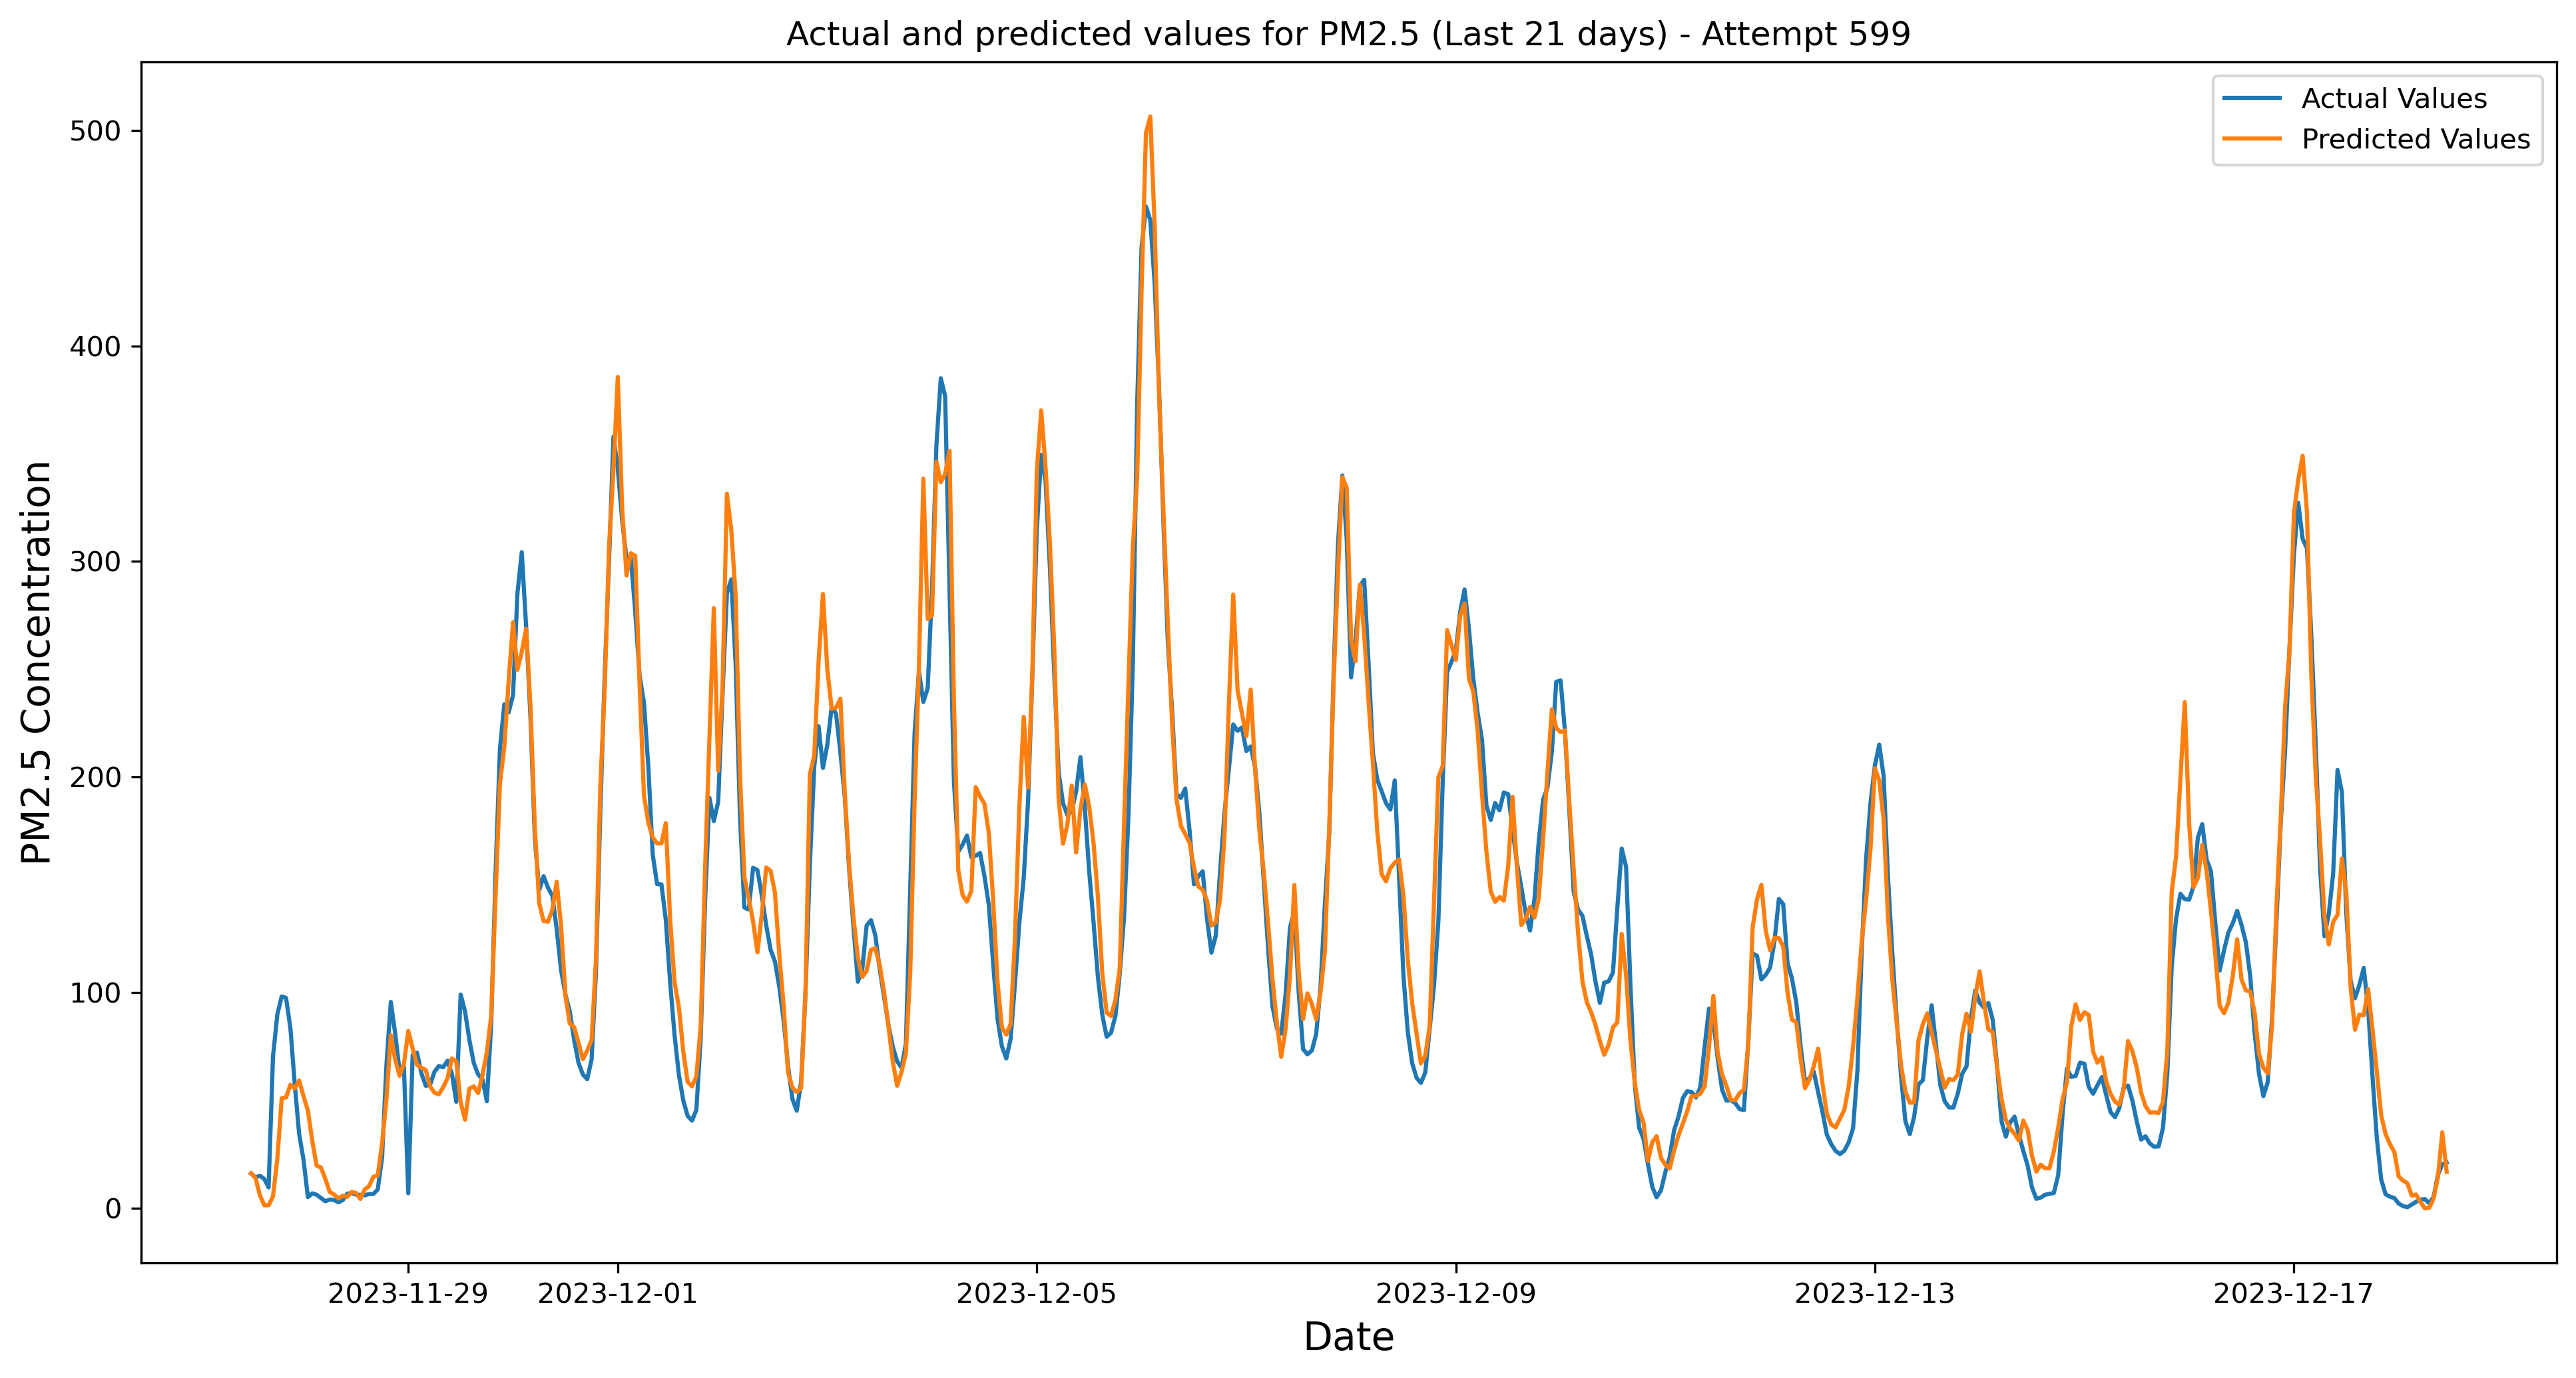 Actual and predicted values for PM2.5 (Last 21 days) - Attempt 599
Actual Values
Predicted Values
500
400
300
200
100
0
PM2.5 Concentration
2023-11-29
2023-12-01
2023-12-05
2023-12-09
2023-12-13
2023-12-17
Date